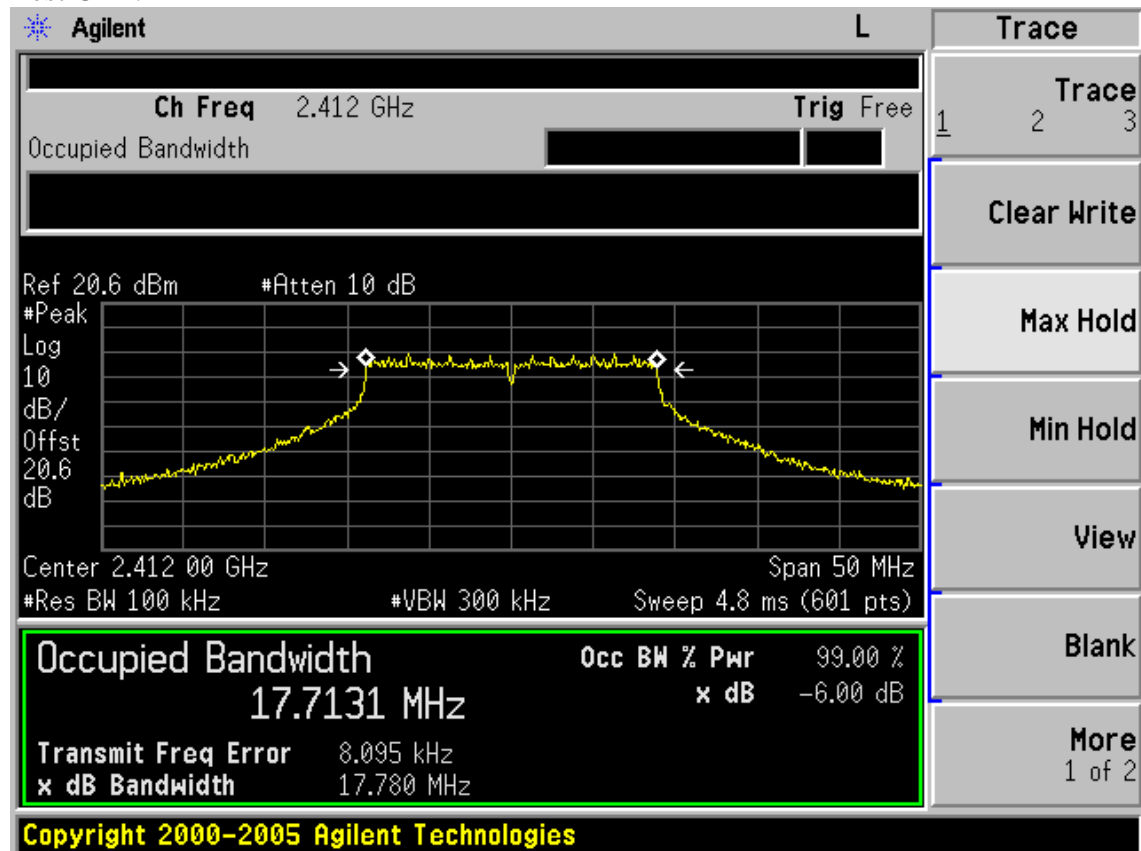 Agilent L Trace
Ch Freq 2.412 GHz Trig Free
Occupied Bandwidth
Trace
1 2 3
Clear Write
Max Hold
Min Hold
View
Blank
More
1 of 2
Ref 20.6 dBm #Atten 10 dB
#Peak
Log
10
dB/
Offst
20.6
dB
Center 2.412 00 GHz Span 50 MHz
#Res BW 100 kHz #VBW 300 kHz Sweep 4.8 ms (601 pts)
Occupied Bandwidth Occ BW % Pwr 99.00 %
17.7131 MHz x dB -6.00 dB
Transmit Freq Error 8.095 kHz
x dB Bandwidth 17.780 MHz
Copyright 2000-2005 Agilent Technologies